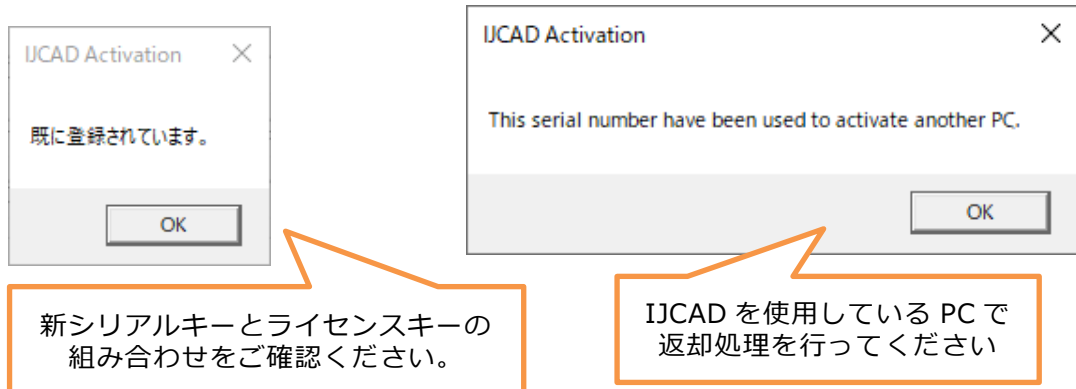 IJCAD Activation
既に登録されています。
OK
新シリアルキーとライセンスキーの
組み合わせをご確認ください。
IJCAD Activation
This serial number have been used to activate another PC.
OK
IJCAD を使用している PC で
返却処理を行ってください